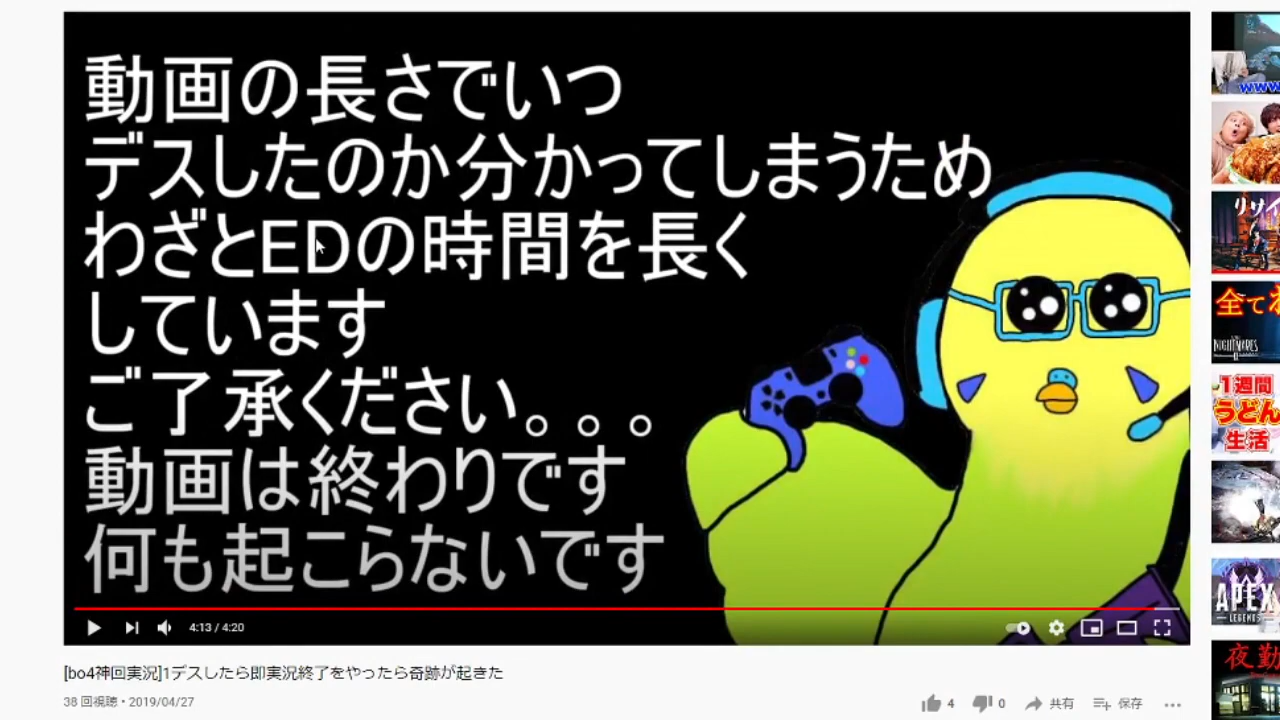 動画の長さでいつ
デスしたのか分かってしまうため
わざとEDの時間を長く
しています
ご了承ください。。。
動画は終わりです
何も起こらないです
4:13 / 4:20
[bo4神回実況]1デスしたら即実況終了をやったら奇跡が起きた
38 回視聴・2019/04/27
4
0
共有
保存
www
リサイ
全て
NIGHTMARES
1週間
うどん
生活
APEX
LEGENDS
夜勤